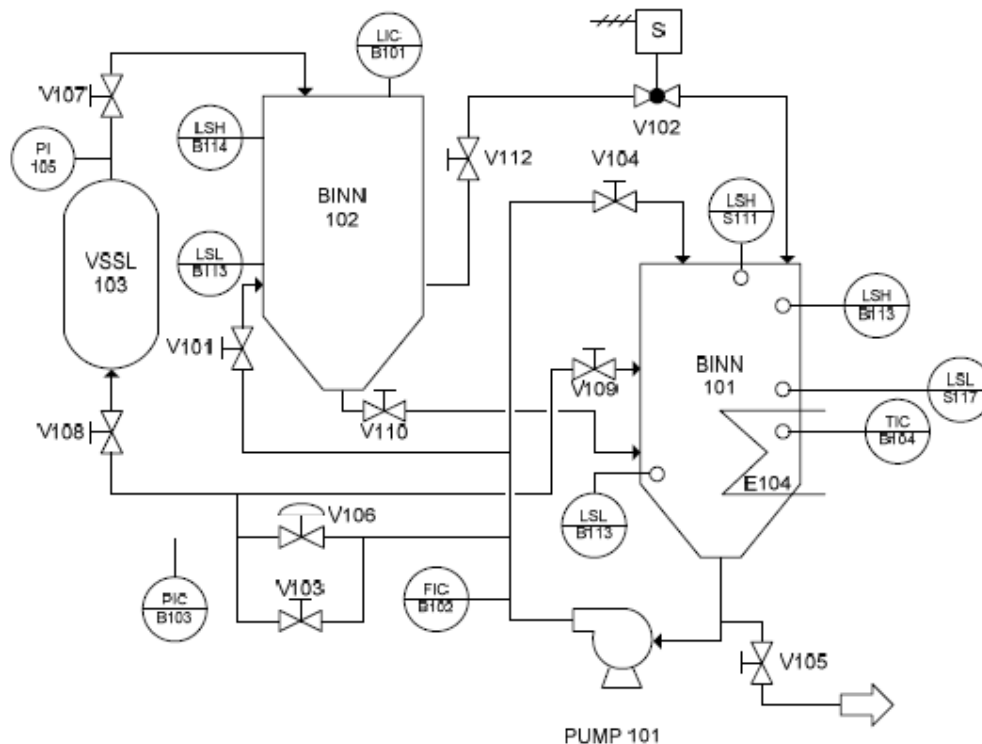 LIC
B101
S
V107
V102
LSH
B114
PI
105
V112
V104
BINN
102
LSH
S111
VSSL
103
LSL
B113
LSH
B113
V101
BINN
101
LSL
S117
V109
V108
V110
TIC
B104
E104
V106
LSL
B113
V103
PIC
B103
FIC
B102
V105
PUMP 101